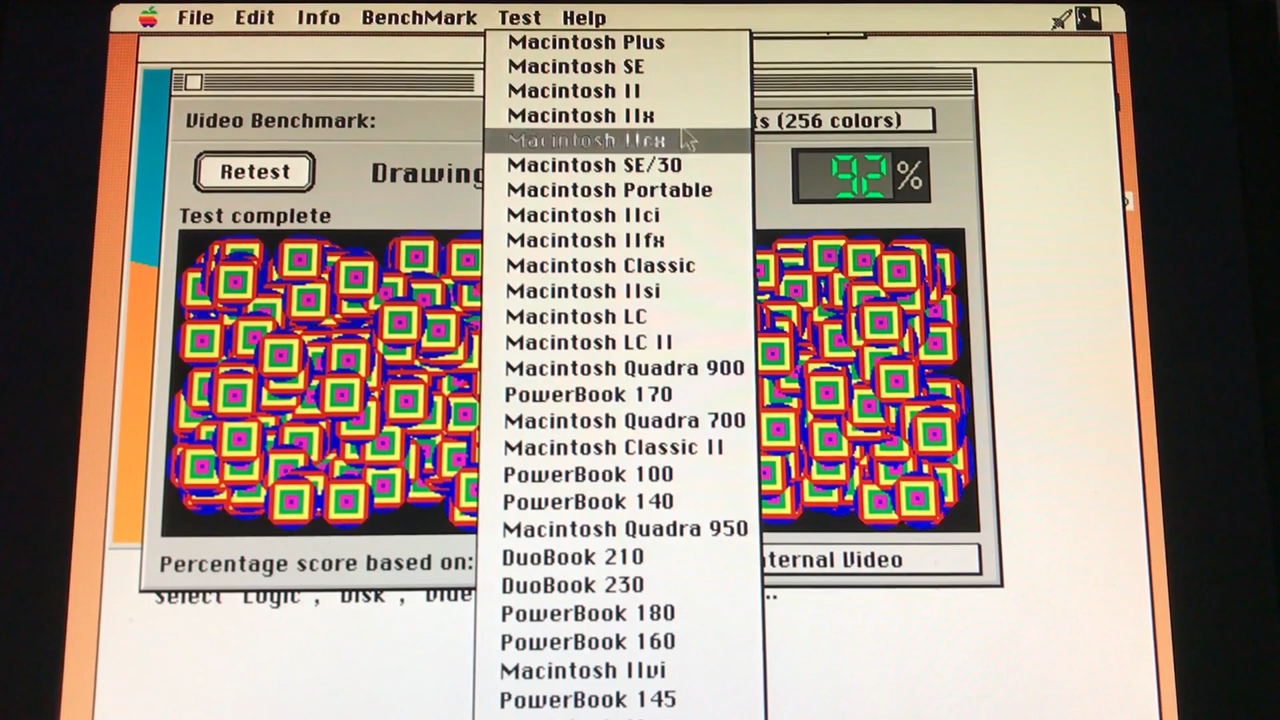 File Edit Info BenchMark Test Help
Video Benchmark:
ts (256 colors)
Retest
Drawing
92%
Test complete
Percentage score based on:
nternal Video
Macintosh Plus
Macintosh SE
Macintosh II
Macintosh IIx
Macintosh IIcx
Macintosh SE/30
Macintosh Portable
Macintosh IIci
Macintosh IIfx
Macintosh Classic
Macintosh IIsi
Macintosh LC
Macintosh LC II
Macintosh Quadra 900
PowerBook 170
Macintosh Quadra 700
Macintosh Classic II
PowerBook 100
PowerBook 140
Macintosh Quadra 950
DuoBook 210
DuoBook 230
PowerBook 180
PowerBook 160
Macintosh IIvi
PowerBook 145